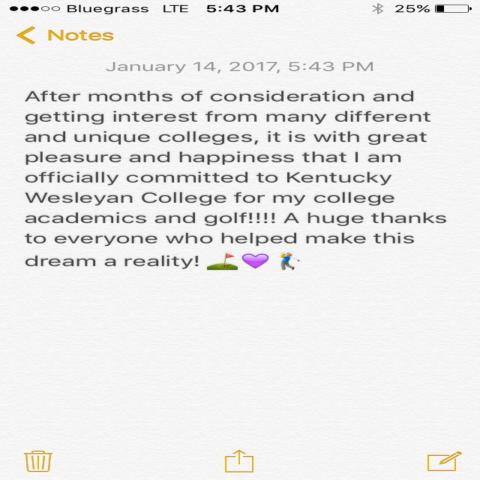 Bluegrass LTE 5:43 PM 25%
Notes
January 14, 2017, 5:43 PM
After months of consideration and
getting interest from many different
and unique colleges, it is with great
pleasure and happiness that I am
officially committed to Kentucky
Wesleyan College for my college
academics and golf!!!! A huge thanks
to everyone who helped make this
dream a reality! ⛳💜🏌